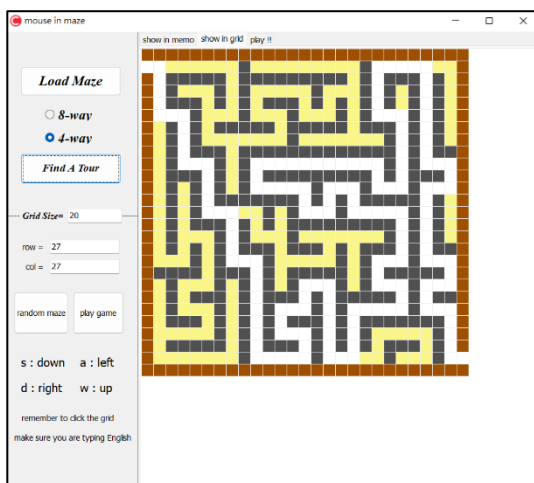 mouse in maze
show in memo show in grid play !!
Load Maze
8-way
4-way
Find A Tour
Grid Size= 20
row = 27
col = 27
random maze play game
s : down a : left
d : right w : up
remember to click the grid
make sure you are typing English